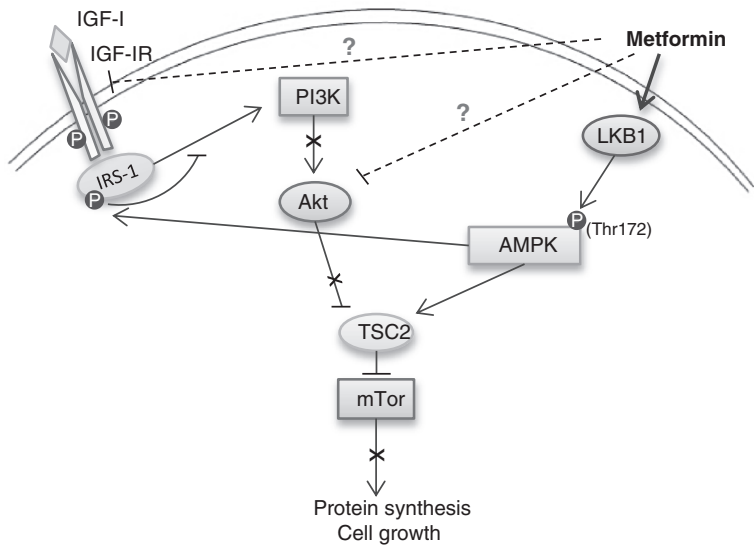 IGF-I
IGF-IR
?
Metformin
PI3K
?
P
P
LKB1
X
IRS-1
P
Akt
P
(Thr172)
AMPK
X
TSC2
mTor
X
Protein synthesis
Cell growth